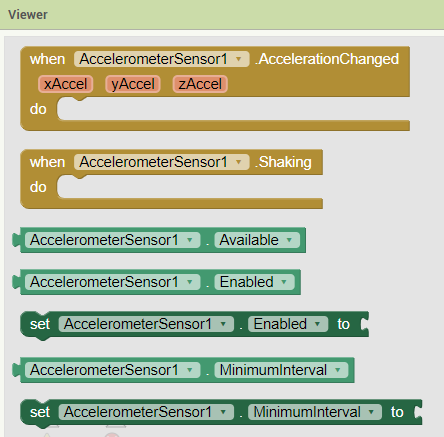 Viewer
when AccelerometerSensor1 .AccelerationChanged
xAccel yAccel zAccel
do
when AccelerometerSensor1 .Shaking
do
AccelerometerSensor1 . Available
AccelerometerSensor1 . Enabled
set AccelerometerSensor1 . Enabled to
AccelerometerSensor1 . MinimumInterval
set AccelerometerSensor1 . MinimumInterval to